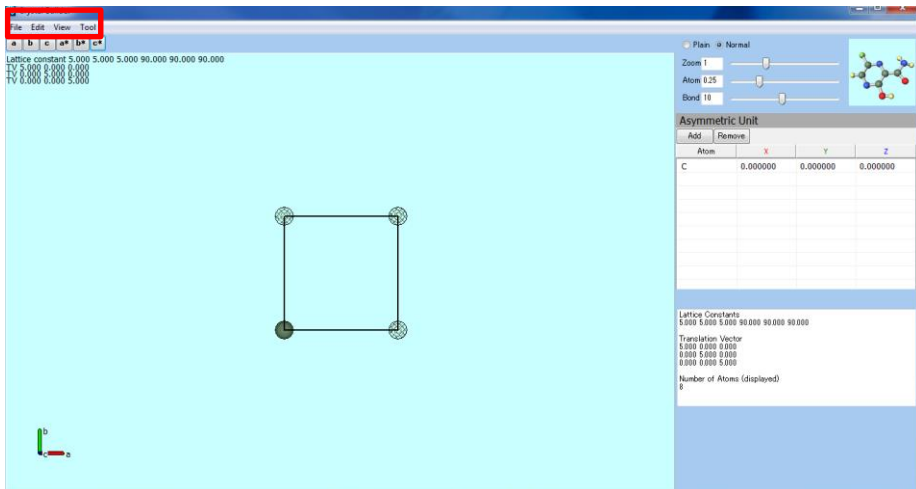 File Edit View Tool
a b c a* b* c*
Lattice constant 5.000 5.000 5.000 90.000 90.000 90.000
TV 5.000 0.000 0.000
TV 0.000 5.000 0.000
TV 0.000 0.000 5.000
Plain Normal
Zoom 1
Atom 0.25
Bond 10
Asymmetric Unit
Add Remove
Atom X Y Z
C 0.000000 0.000000 0.000000
Lattice Constants
5.000 5.000 5.000 90.000 90.000 90.000
Translation Vector
5.000 0.000 0.000
0.000 5.000 0.000
0.000 0.000 5.000
Number of Atoms (displayed)
8
b
c a